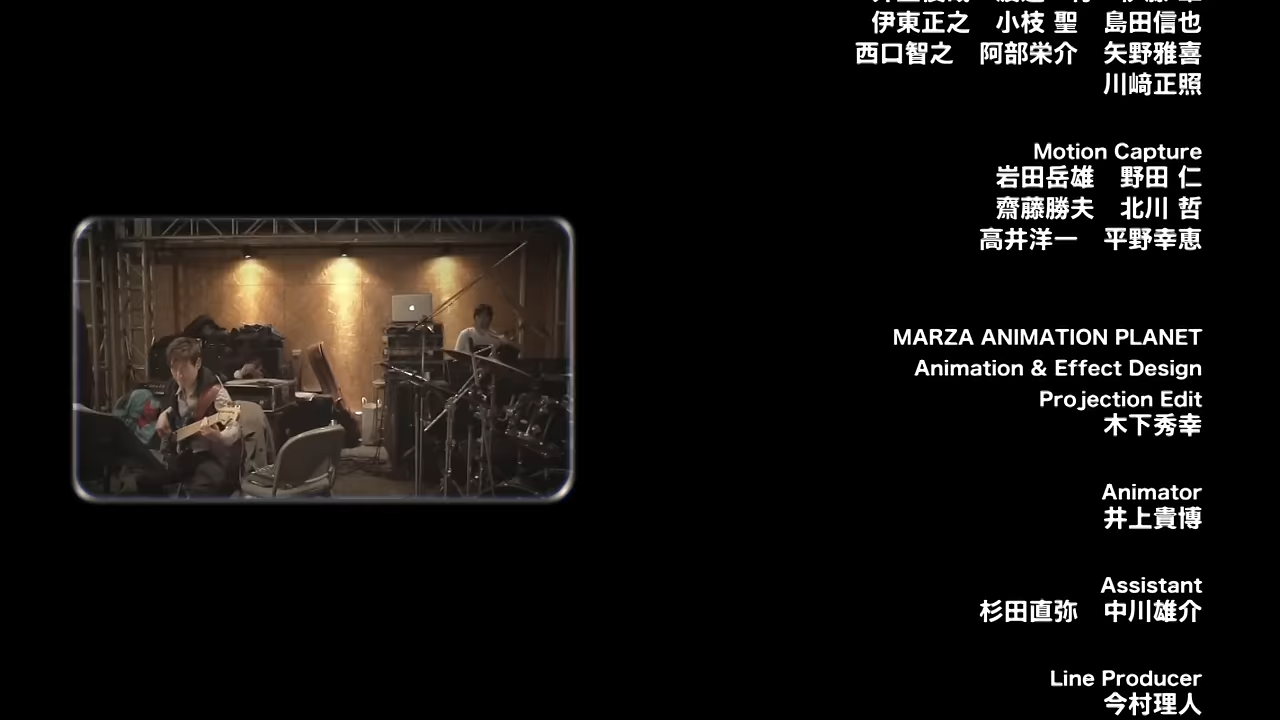 伊東正之　小枝 聖　島田信也
西口智之　阿部栄介　矢野雅喜
川﨑正照
Motion Capture
岩田岳雄　野田 仁
齋藤勝夫　北川 哲
高井洋一　平野幸恵
MARZA ANIMATION PLANET
Animation & Effect Design
Projection Edit
木下秀幸
Animator
井上貴博
Assistant
杉田直弥　中川雄介
Line Producer
今村理人